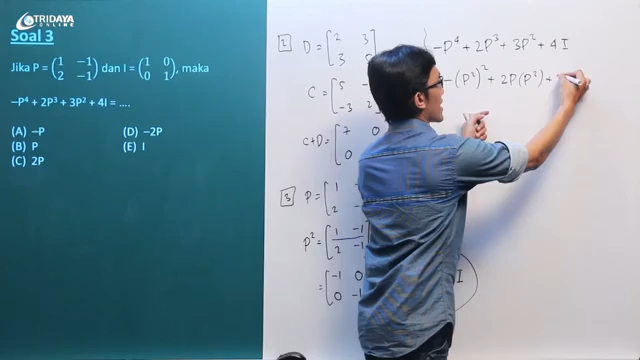 TRIDAYA
ONLINE
Soal 3
Jika P = (1 −1; 2 −1) dan I = (1 0; 0 1), maka
−P⁴ + 2P³ + 3P² + 4I = ....
(A) −P
(B) P
(C) 2P
(D) −2P
(E) I
2 D = [2 3
3
C = [5 -
-3 2
C+D = [7 0
0
3 P = [1 -
2 -
P² = [1 -1
2 -1
= [-1 0
0 -1
I
-P⁴ + 2P³ + 3P² + 4I
-(P²)² + 2P(P²) +